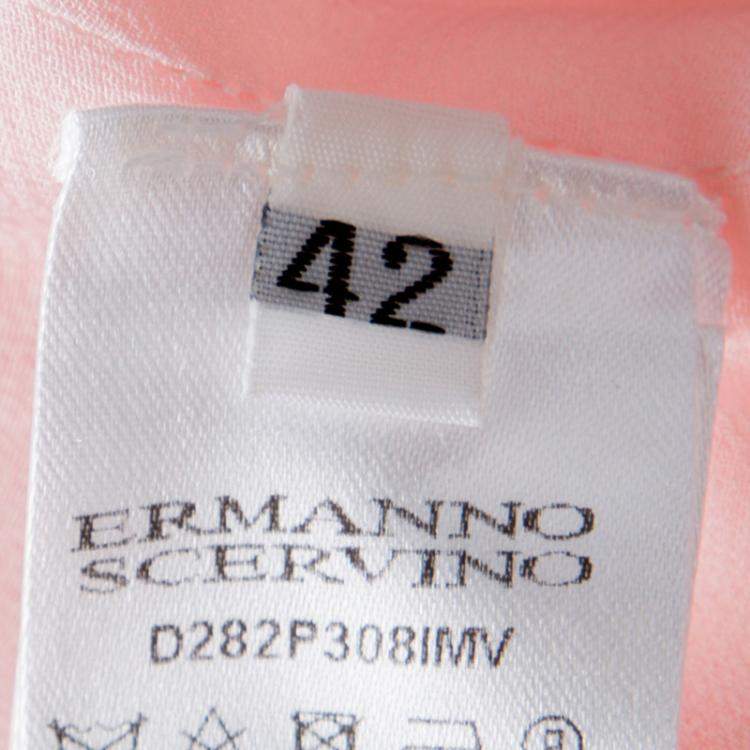 42
ERMANNO
SCERVINO
D282P308IMV